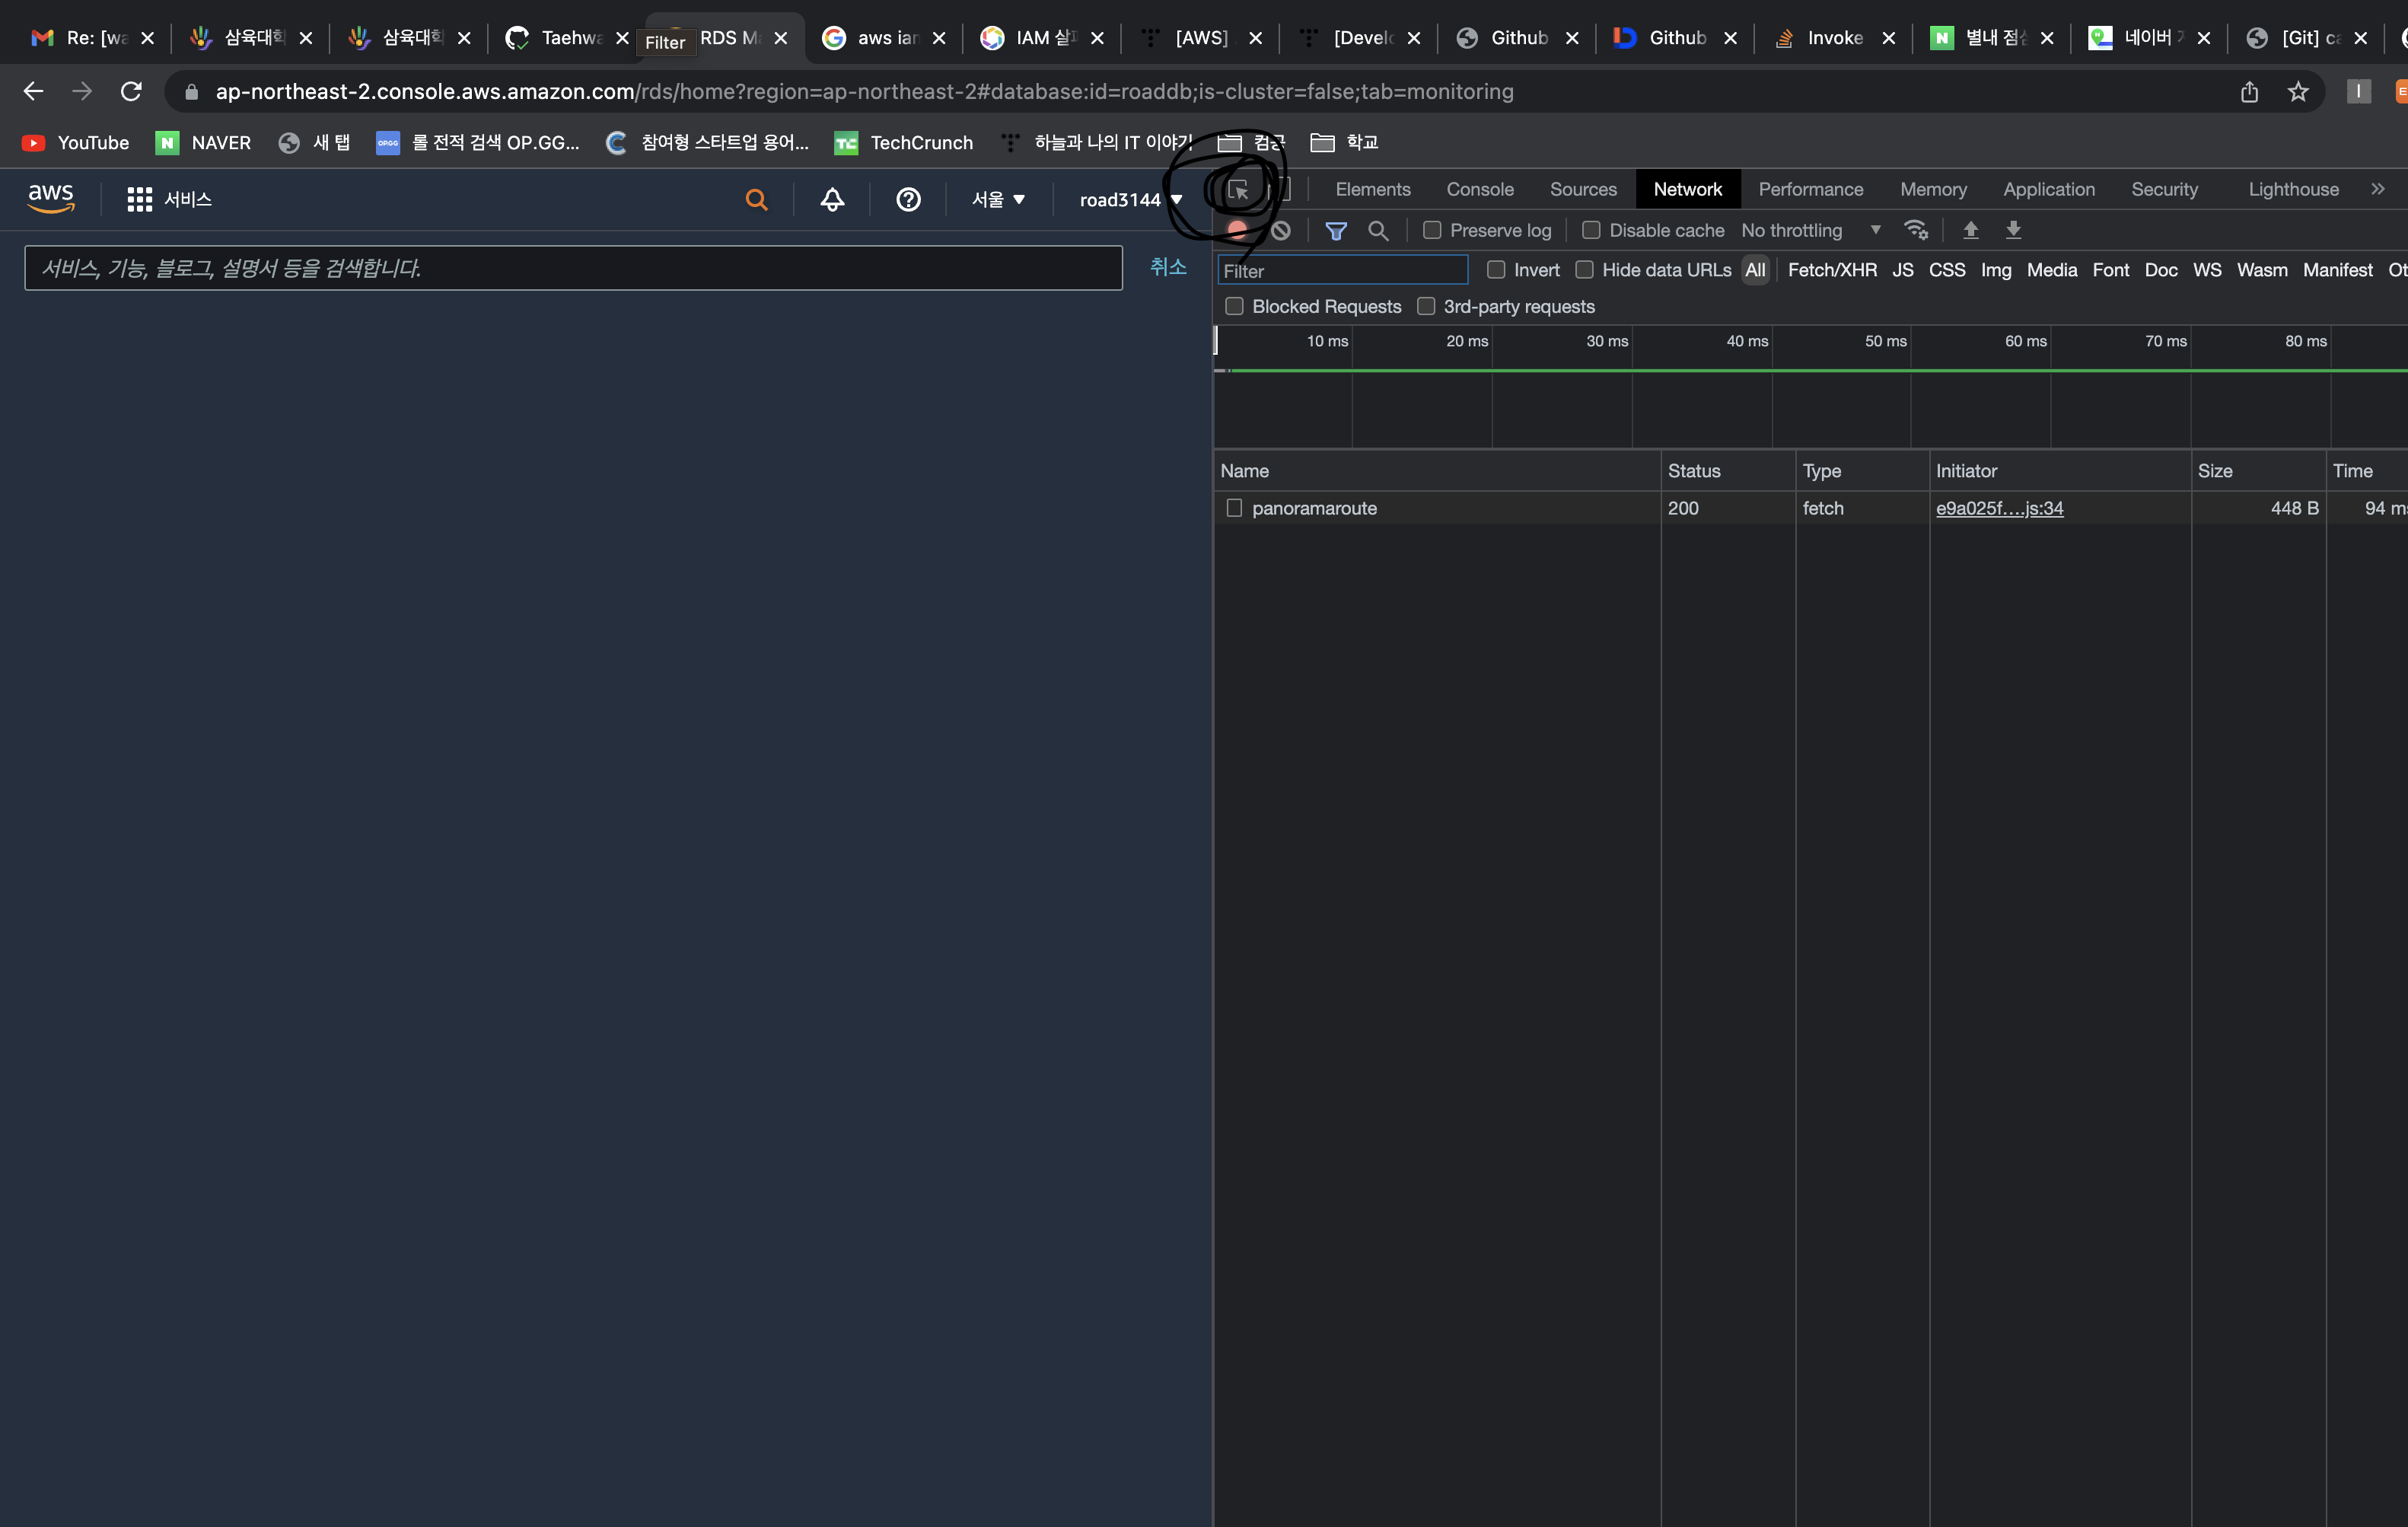 Re: [wa
삼육대학
삼육대학
Taehwa
Filter
RDS Ma
aws iam
IAM 살
[AWS]
[Develo
Github
Github
Invoke
별내 점심
네이버
[Git] ca
ap-northeast-2.console.aws.amazon.com/rds/home?region=ap-northeast-2#database:id=roaddb;is-cluster=false;tab=monitoring
YouTube
NAVER
새 탭
OP.GG
롤 전적 검색 OP.GG...
참여형 스타트업 용어...
TechCrunch
하늘과 나의 IT 이야기
컴공
학교
aws
서비스
서울 ▼
road3144 ▼
Elements Console Sources Network Performance Memory Application Security Lighthouse »
Preserve log Disable cache No throttling ▼
서비스, 기능, 블로그, 설명서 등을 검색합니다.
취소
Filter
Invert Hide data URLs All Fetch/XHR JS CSS Img Media Font Doc WS Wasm Manifest Ot
Blocked Requests 3rd-party requests
10 ms 20 ms 30 ms 40 ms 50 ms 60 ms 70 ms 80 ms
Name Status Type Initiator Size Time
panoramaroute 200 fetch e9a025f....js:34 448 B 94 ms